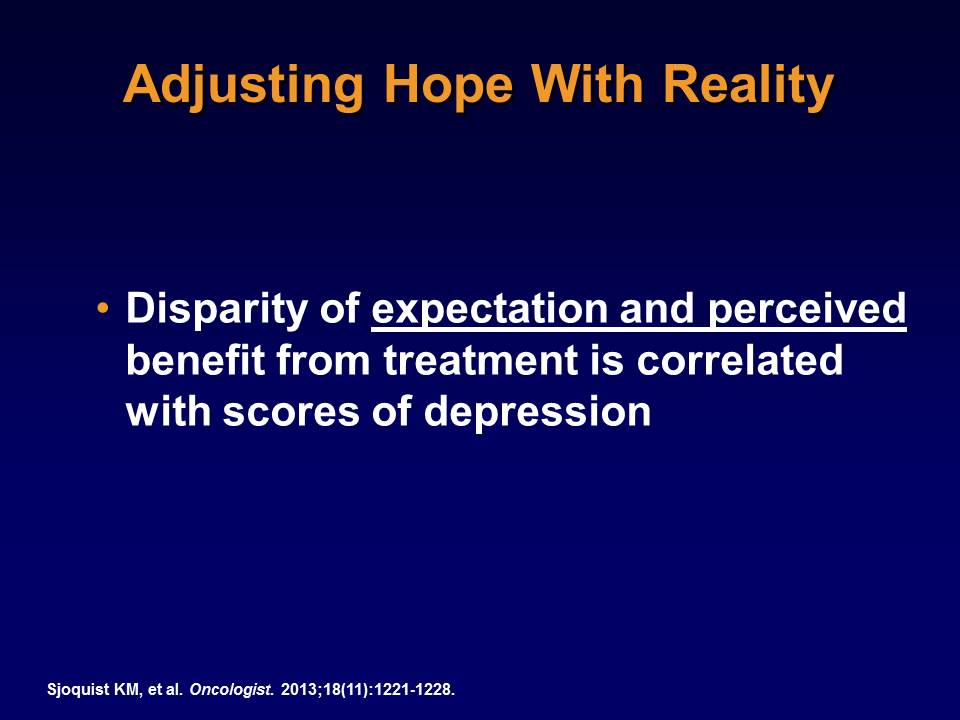 Adjusting Hope With Reality
• Disparity of expectation and perceived
benefit from treatment is correlated
with scores of depression
Sjoquist KM, et al. Oncologist. 2013;18(11):1221-1228.